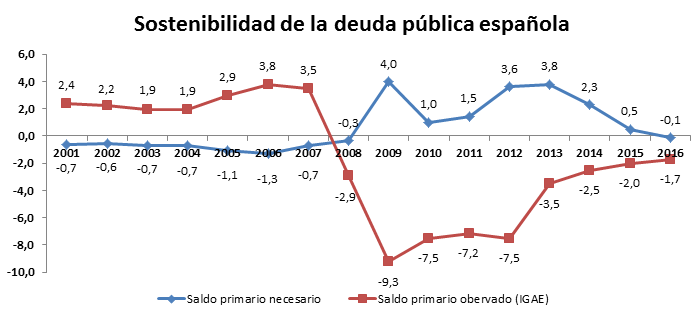 Sostenibilidad de la deuda pública española
6,0
4,0
2,0
0,0
-2,0
-4,0
-6,0
-8,0
-10,0
2,4 2,2 1,9 1,9 2,9 3,8 3,5 -0,3 4,0 1,0 1,5 3,6 3,8 2,3 0,5 -0,1
2001 2002 2003 2004 2005 2006 2007 2008 2009 2010 2011 2012 2013 2014 2015 2016
-0,7 -0,6 -0,7 -0,7 -1,1 -1,3 -0,7 -2,9 -9,3 -7,5 -7,2 -7,5 -3,5 -2,5 -2,0 -1,7
Saldo primario necesario Saldo primario obervado (IGAE)